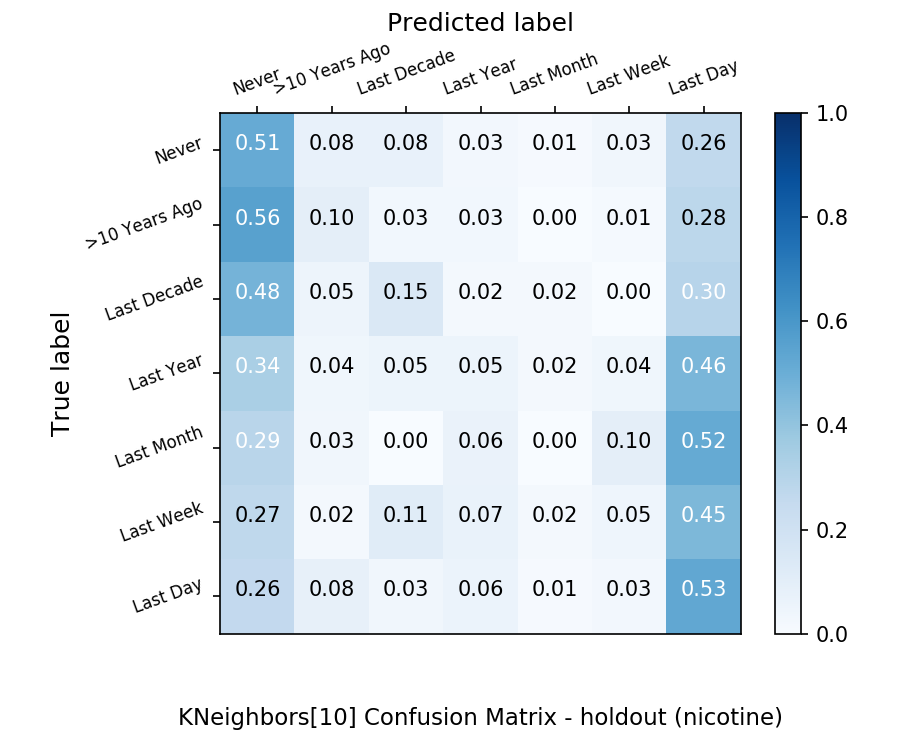 Predicted label
Never >10 Years Ago Last Decade Last Year Last Month Last Week Last Day
True label
Never 0.51 0.08 0.08 0.03 0.01 0.03 0.26
>10 Years Ago 0.56 0.10 0.03 0.03 0.00 0.01 0.28
Last Decade 0.48 0.05 0.15 0.02 0.02 0.00 0.30
Last Year 0.34 0.04 0.05 0.05 0.02 0.04 0.46
Last Month 0.29 0.03 0.00 0.06 0.00 0.10 0.52
Last Week 0.27 0.02 0.11 0.07 0.02 0.05 0.45
Last Day 0.26 0.08 0.03 0.06 0.01 0.03 0.53
1.0
0.8
0.6
0.4
0.2
0.0
KNeighbors[10] Confusion Matrix - holdout (nicotine)